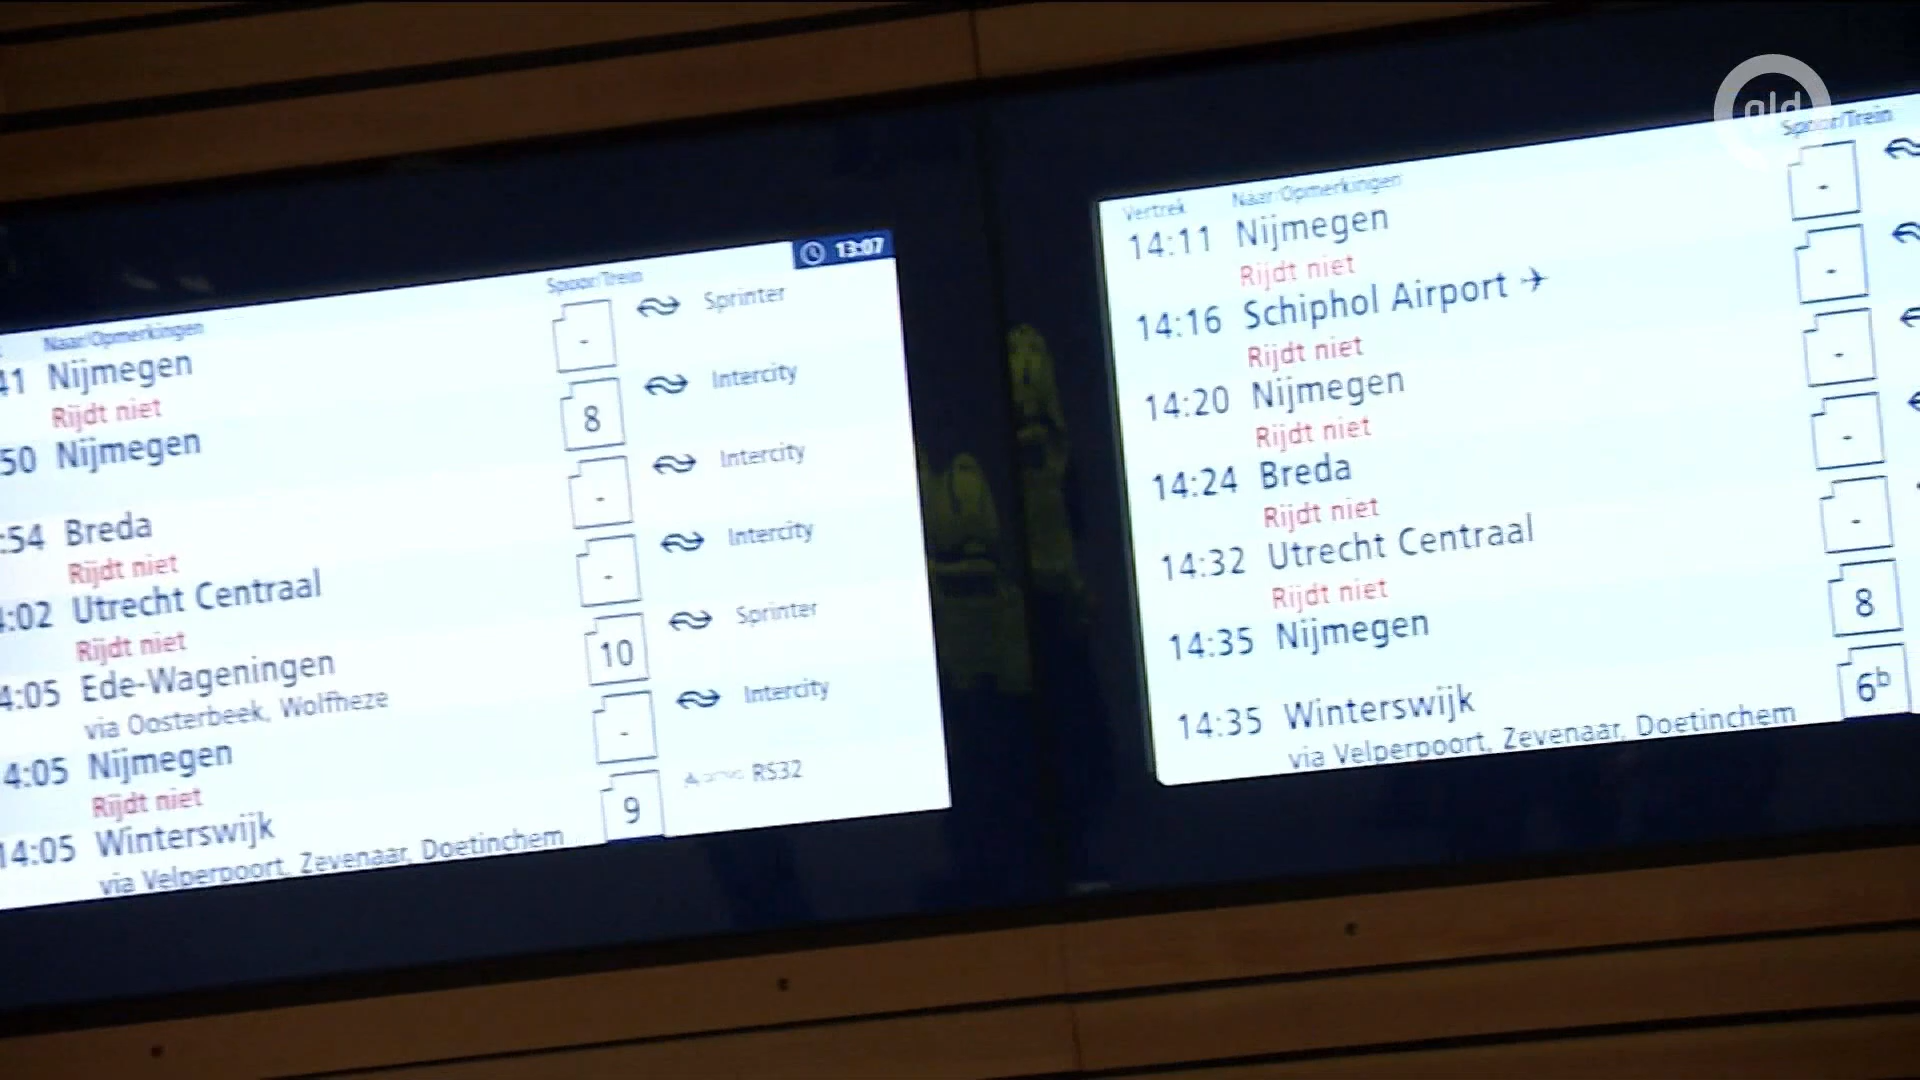 gld
13:07
Naar/Opmerkingen Spoor/Trein
41 Nijmegen - Sprinter
Rijdt niet
50 Nijmegen 8 Intercity
:54 Breda - Intercity
Rijdt niet
4:02 Utrecht Centraal - Intercity
Rijdt niet
4:05 Ede-Wageningen 10 Sprinter
via Oosterbeek, Wolfheze
4:05 Nijmegen - Intercity
Rijdt niet
14:05 Winterswijk 9 RS32
via Velperpoort, Zevenaar, Doetinchem
Vertrek Naar/Opmerkingen Spoor/Trein
14:11 Nijmegen -
Rijdt niet
14:16 Schiphol Airport -
Rijdt niet
14:20 Nijmegen -
Rijdt niet
14:24 Breda -
Rijdt niet
14:32 Utrecht Centraal -
Rijdt niet
14:35 Nijmegen 8
14:35 Winterswijk 6b
via Velperpoort, Zevenaar, Doetinchem